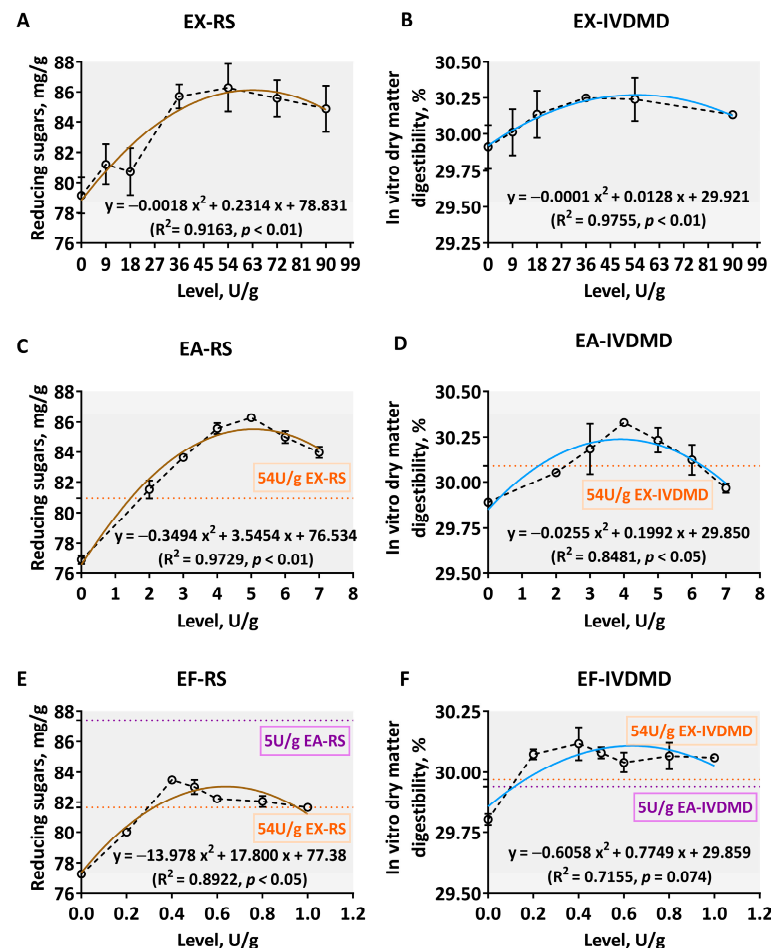 A
EX-RS
Reducing sugars, mg/g
88
86
84
82
80
78
76
y = −0.0018 x² + 0.2314 x + 78.831
(R² = 0.9163, p < 0.01)
0 9 18 27 36 45 54 63 72 81 90 99
Level, U/g
B
EX-IVDMD
In vitro dry matter
digestibility, %
30.50
30.25
30.00
29.75
29.50
29.25
y = −0.0001 x² + 0.0128 x + 29.921
(R² = 0.9755, p < 0.01)
0 9 18 27 36 45 54 63 72 81 90 99
Level, U/g
C
EA-RS
Reducing sugars, mg/g
88
86
84
82
80
78
76
54U/g EX-RS
y = −0.3494 x² + 3.5454 x + 76.534
(R² = 0.9729, p < 0.01)
0 1 2 3 4 5 6 7 8
Level, U/g
D
EA-IVDMD
In vitro dry matter
digestibility, %
30.50
30.25
30.00
29.75
29.50
54U/g EX-IVDMD
y = −0.0255 x² + 0.1992 x + 29.850
(R² = 0.8481, p < 0.05)
0 1 2 3 4 5 6 7 8
Level, U/g
E
EF-RS
Reducing sugars, mg/g
88
86
84
82
80
78
76
5U/g EA-RS
54U/g EX-RS
y = −13.978 x² + 17.800 x + 77.38
(R² = 0.8922, p < 0.05)
0.0 0.2 0.4 0.6 0.8 1.0 1.2
Level, U/g
F
EF-IVDMD
In vitro dry matter
digestibility, %
30.25
30.00
29.75
29.50
54U/g EX-IVDMD
5U/g EA-IVDMD
y = −0.6058 x² + 0.7749 x + 29.859
(R² = 0.7155, p = 0.074)
0.0 0.2 0.4 0.6 0.8 1.0 1.2
Level, U/g